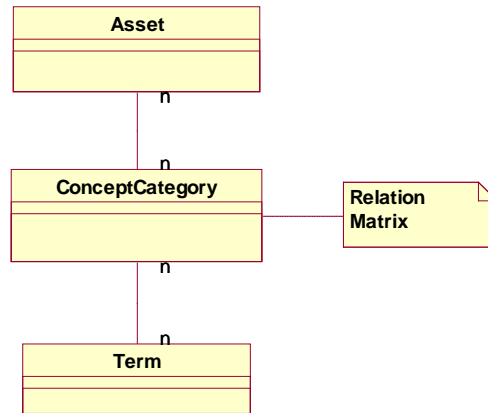 Asset
n
n
ConceptCategory
Relation
Matrix
n
n
Term